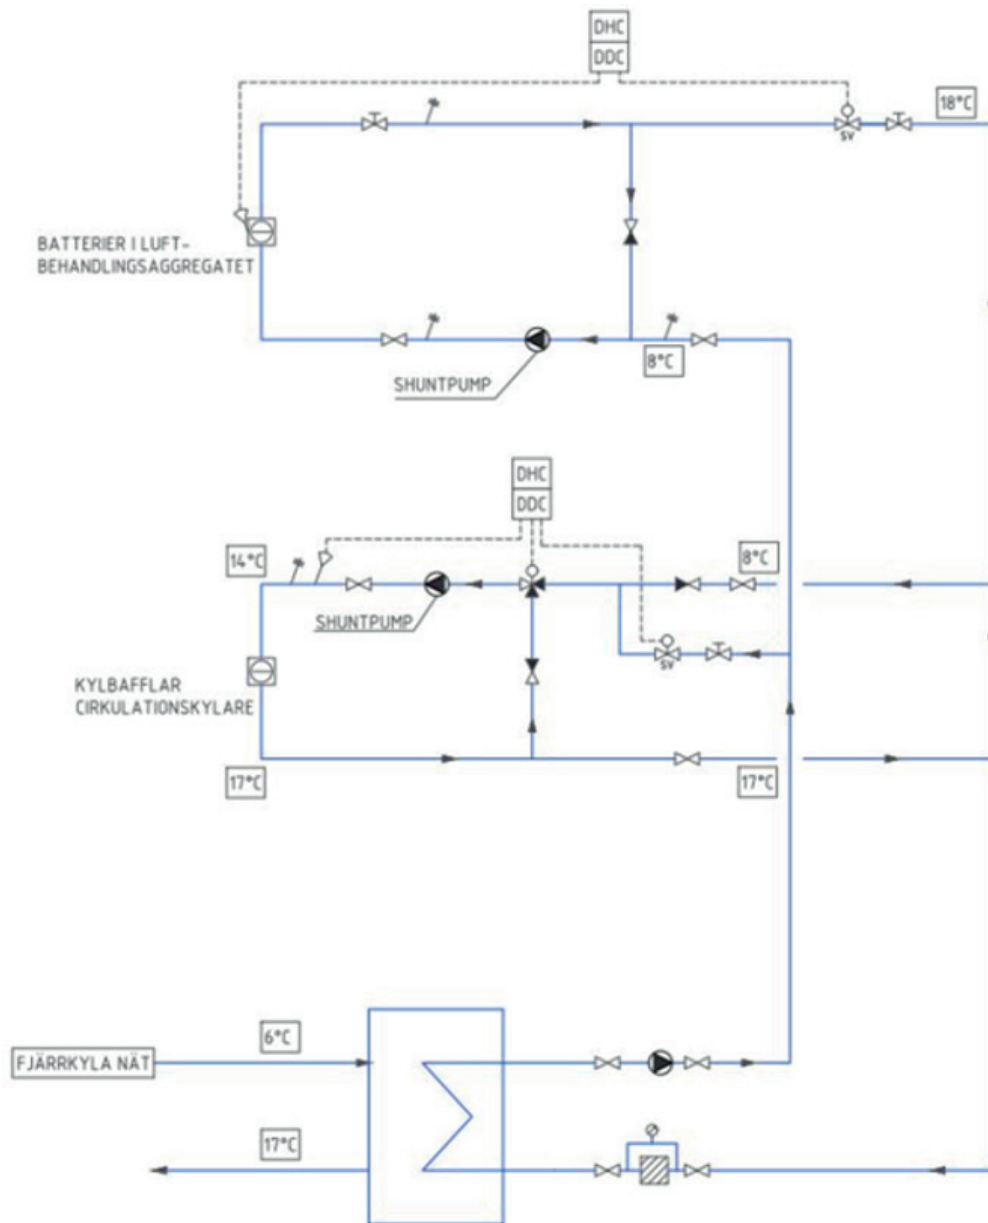 DHC
DDC
18°C
SV
BATTERIER I LUFT-
BEHANDLINGSAGGREGATET
8°C
SHUNTPUMP
DHC
DDC
14°C
8°C
SHUNTPUMP
SV
KYLBAFFLAR
CIRKULATIONSKYLARE
17°C
17°C
6°C
FJÄRRKYLA NÄT
17°C